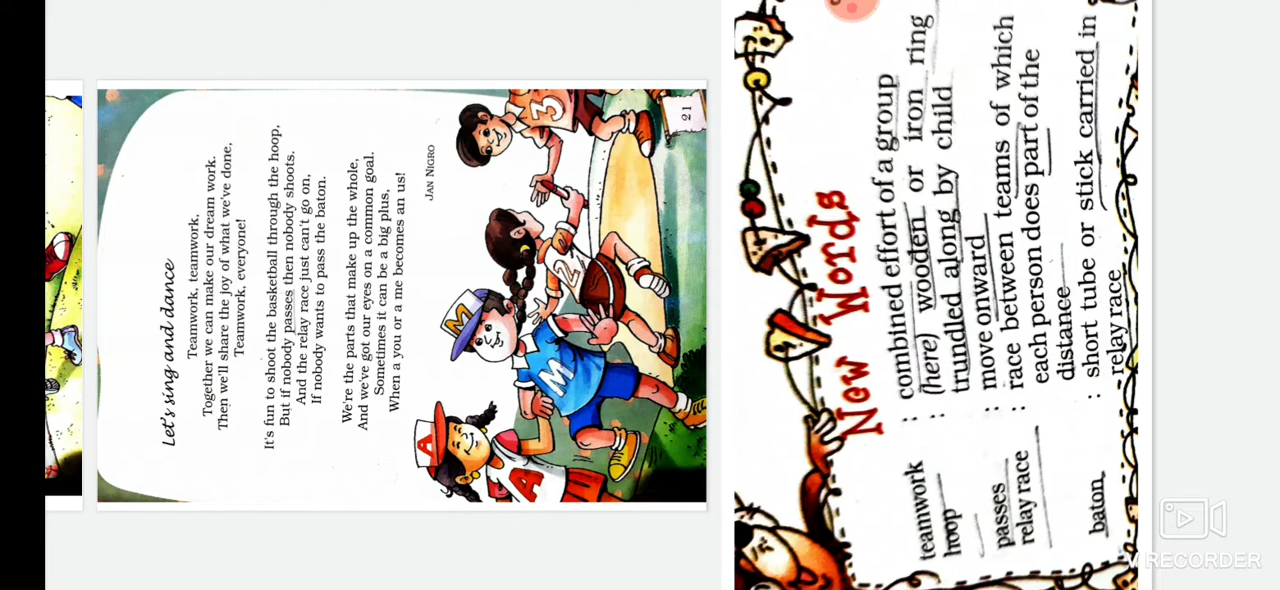 Let's sing and dance
Teamwork, teamwork.
Together we can make our dream work.
Then we'll share the joy of what we've done,
Teamwork, everyone!
It's fun to shoot the basketball through the hoop,
But if nobody passes then nobody shoots.
And the relay race just can't go on,
If nobody wants to pass the baton.
We're the parts that make up the whole,
And we've got our eyes on a common goal.
Sometimes it can be a big plus,
When a you or a me becomes an us!
JAN NIGRO
A
A
M
M
2
3
21
New Words
teamwork : combined effort of a group
hoop : (here) wooden or iron ring
trundled along by child
passes : move onward
relay race : race between teams of which
each person does part of the
distance
baton : short tube or stick carried in
relay race
V RECORDER